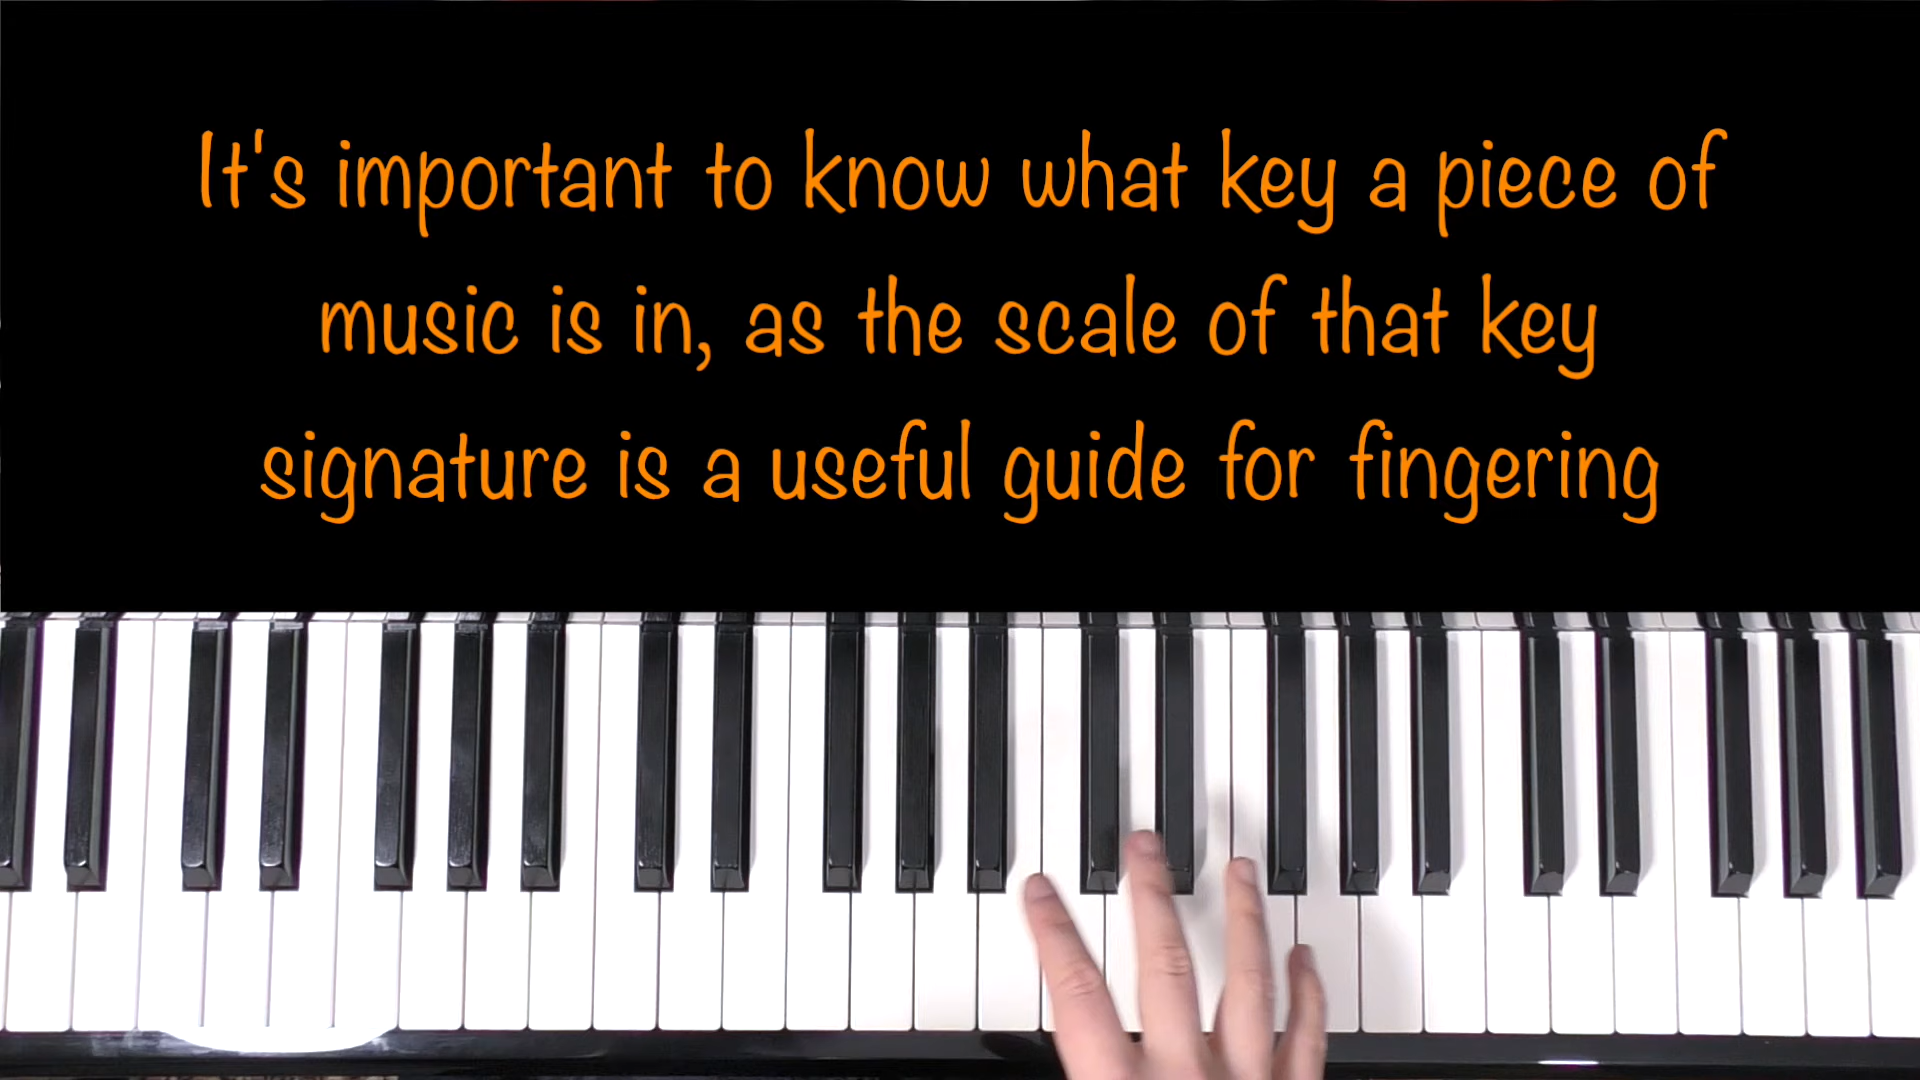 It's important to know what key a piece of
music is in, as the scale of that key
signature is a useful guide for fingering